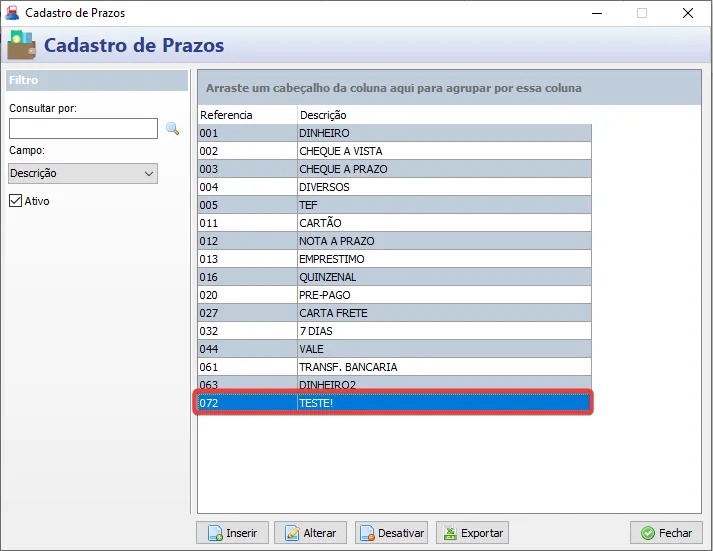 Cadastro de Prazos
Cadastro de Prazos
Filtro
Consultar por:
Campo:
Descrição
Ativo
Arraste um cabeçalho da coluna aqui para agrupar por essa coluna
Referencia Descrição
001 DINHEIRO
002 CHEQUE A VISTA
003 CHEQUE A PRAZO
004 DIVERSOS
005 TEF
011 CARTÃO
012 NOTA A PRAZO
013 EMPRESTIMO
016 QUINZENAL
020 PRE-PAGO
027 CARTA FRETE
032 7 DIAS
044 VALE
061 TRANSF. BANCARIA
063 DINHEIRO2
072 TESTE!
Inserir Alterar Desativar Exportar Fechar